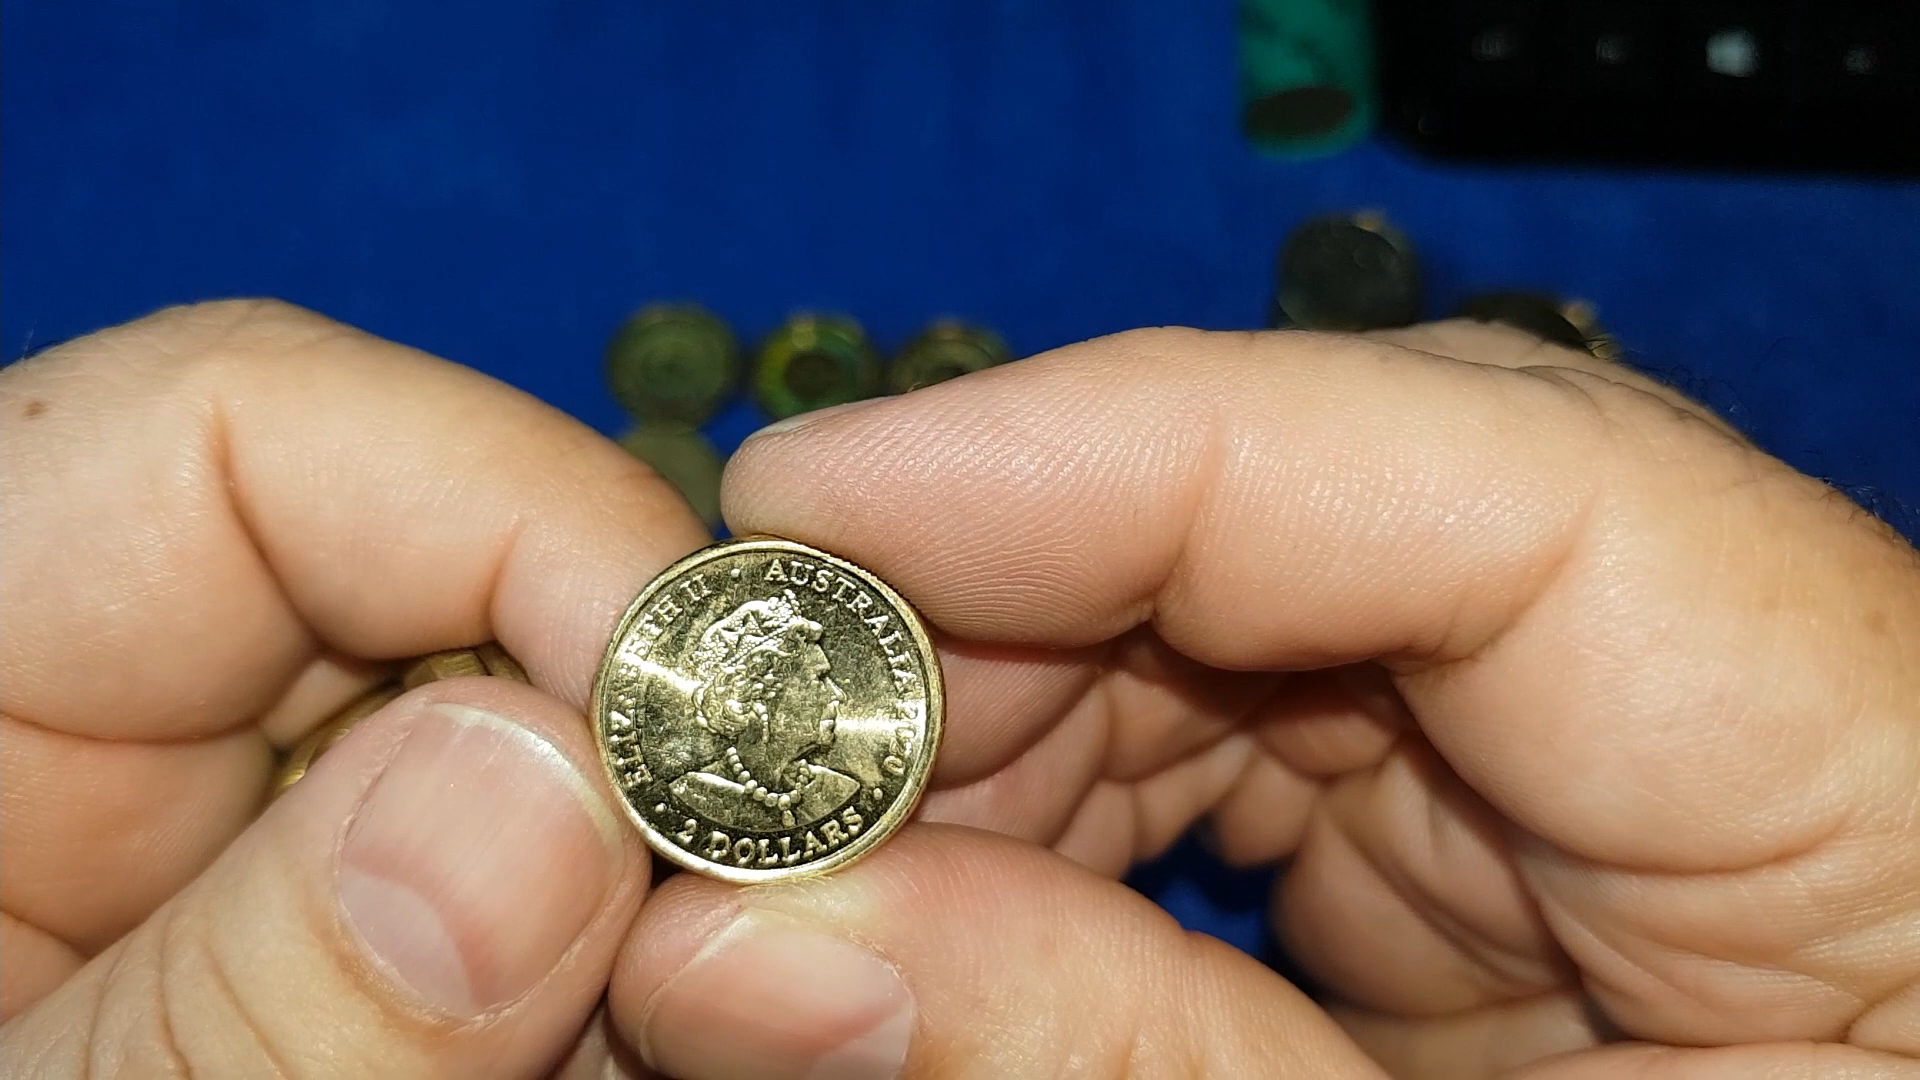 ELIZABETH II • AUSTRALIA 2020
• 2 DOLLARS •